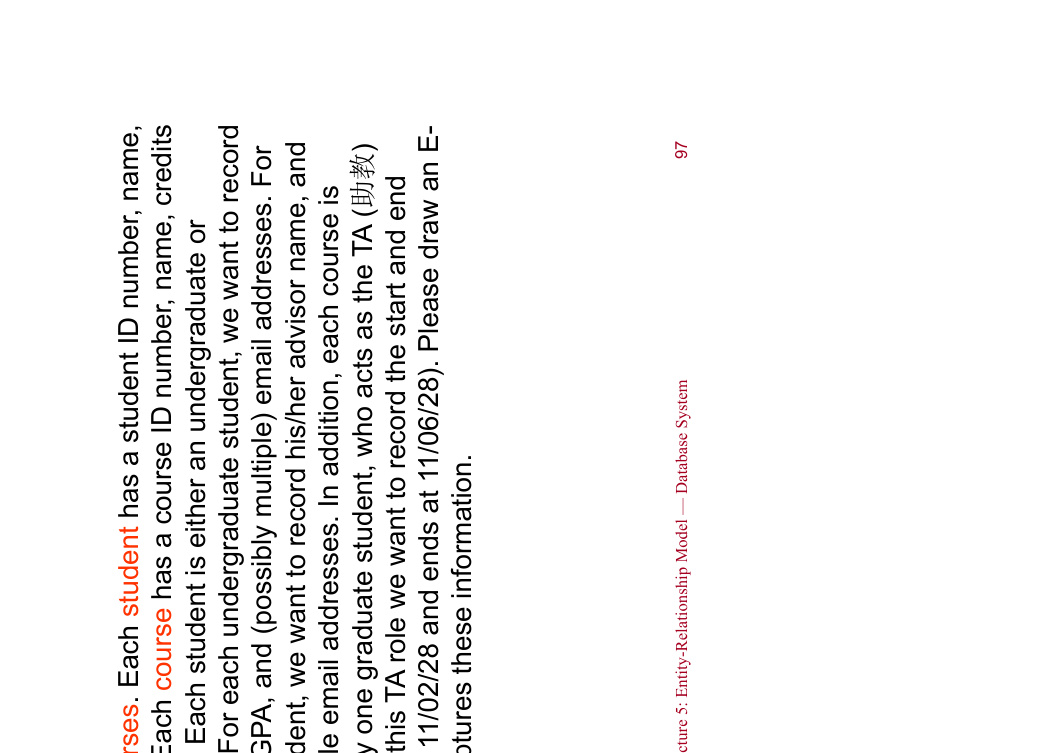 rses. Each student has a student ID number, name,
Each course has a course ID number, name, credits
Each student is either an undergraduate or
For each undergraduate student, we want to record
GPA, and (possibly multiple) email addresses. For
dent, we want to record his/her advisor name, and
le email addresses. In addition, each course is
y one graduate student, who acts as the TA (助教)
this TA role we want to record the start and end
11/02/28 and ends at 11/06/28). Please draw an E-
ptures these information.
cture 5: Entity-Relationship Model — Database System
97